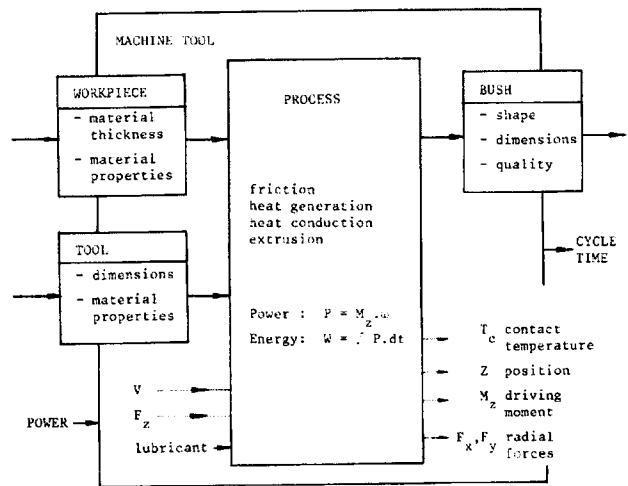 MACHINE TOOL
WORKPIECE
- material
thickness
- material
properties
TOOL
- dimensions
- material
properties
PROCESS
friction
heat generation
heat conduction
extrusion
Power : P = M_z.ω
Energy: W = ∫ P.dt
V
F_z
lubricant
POWER
BUSH
- shape
- dimensions
- quality
CYCLE
TIME
T_c contact
temperature
Z position
M_z driving
moment
F_x,F_y radial
forces